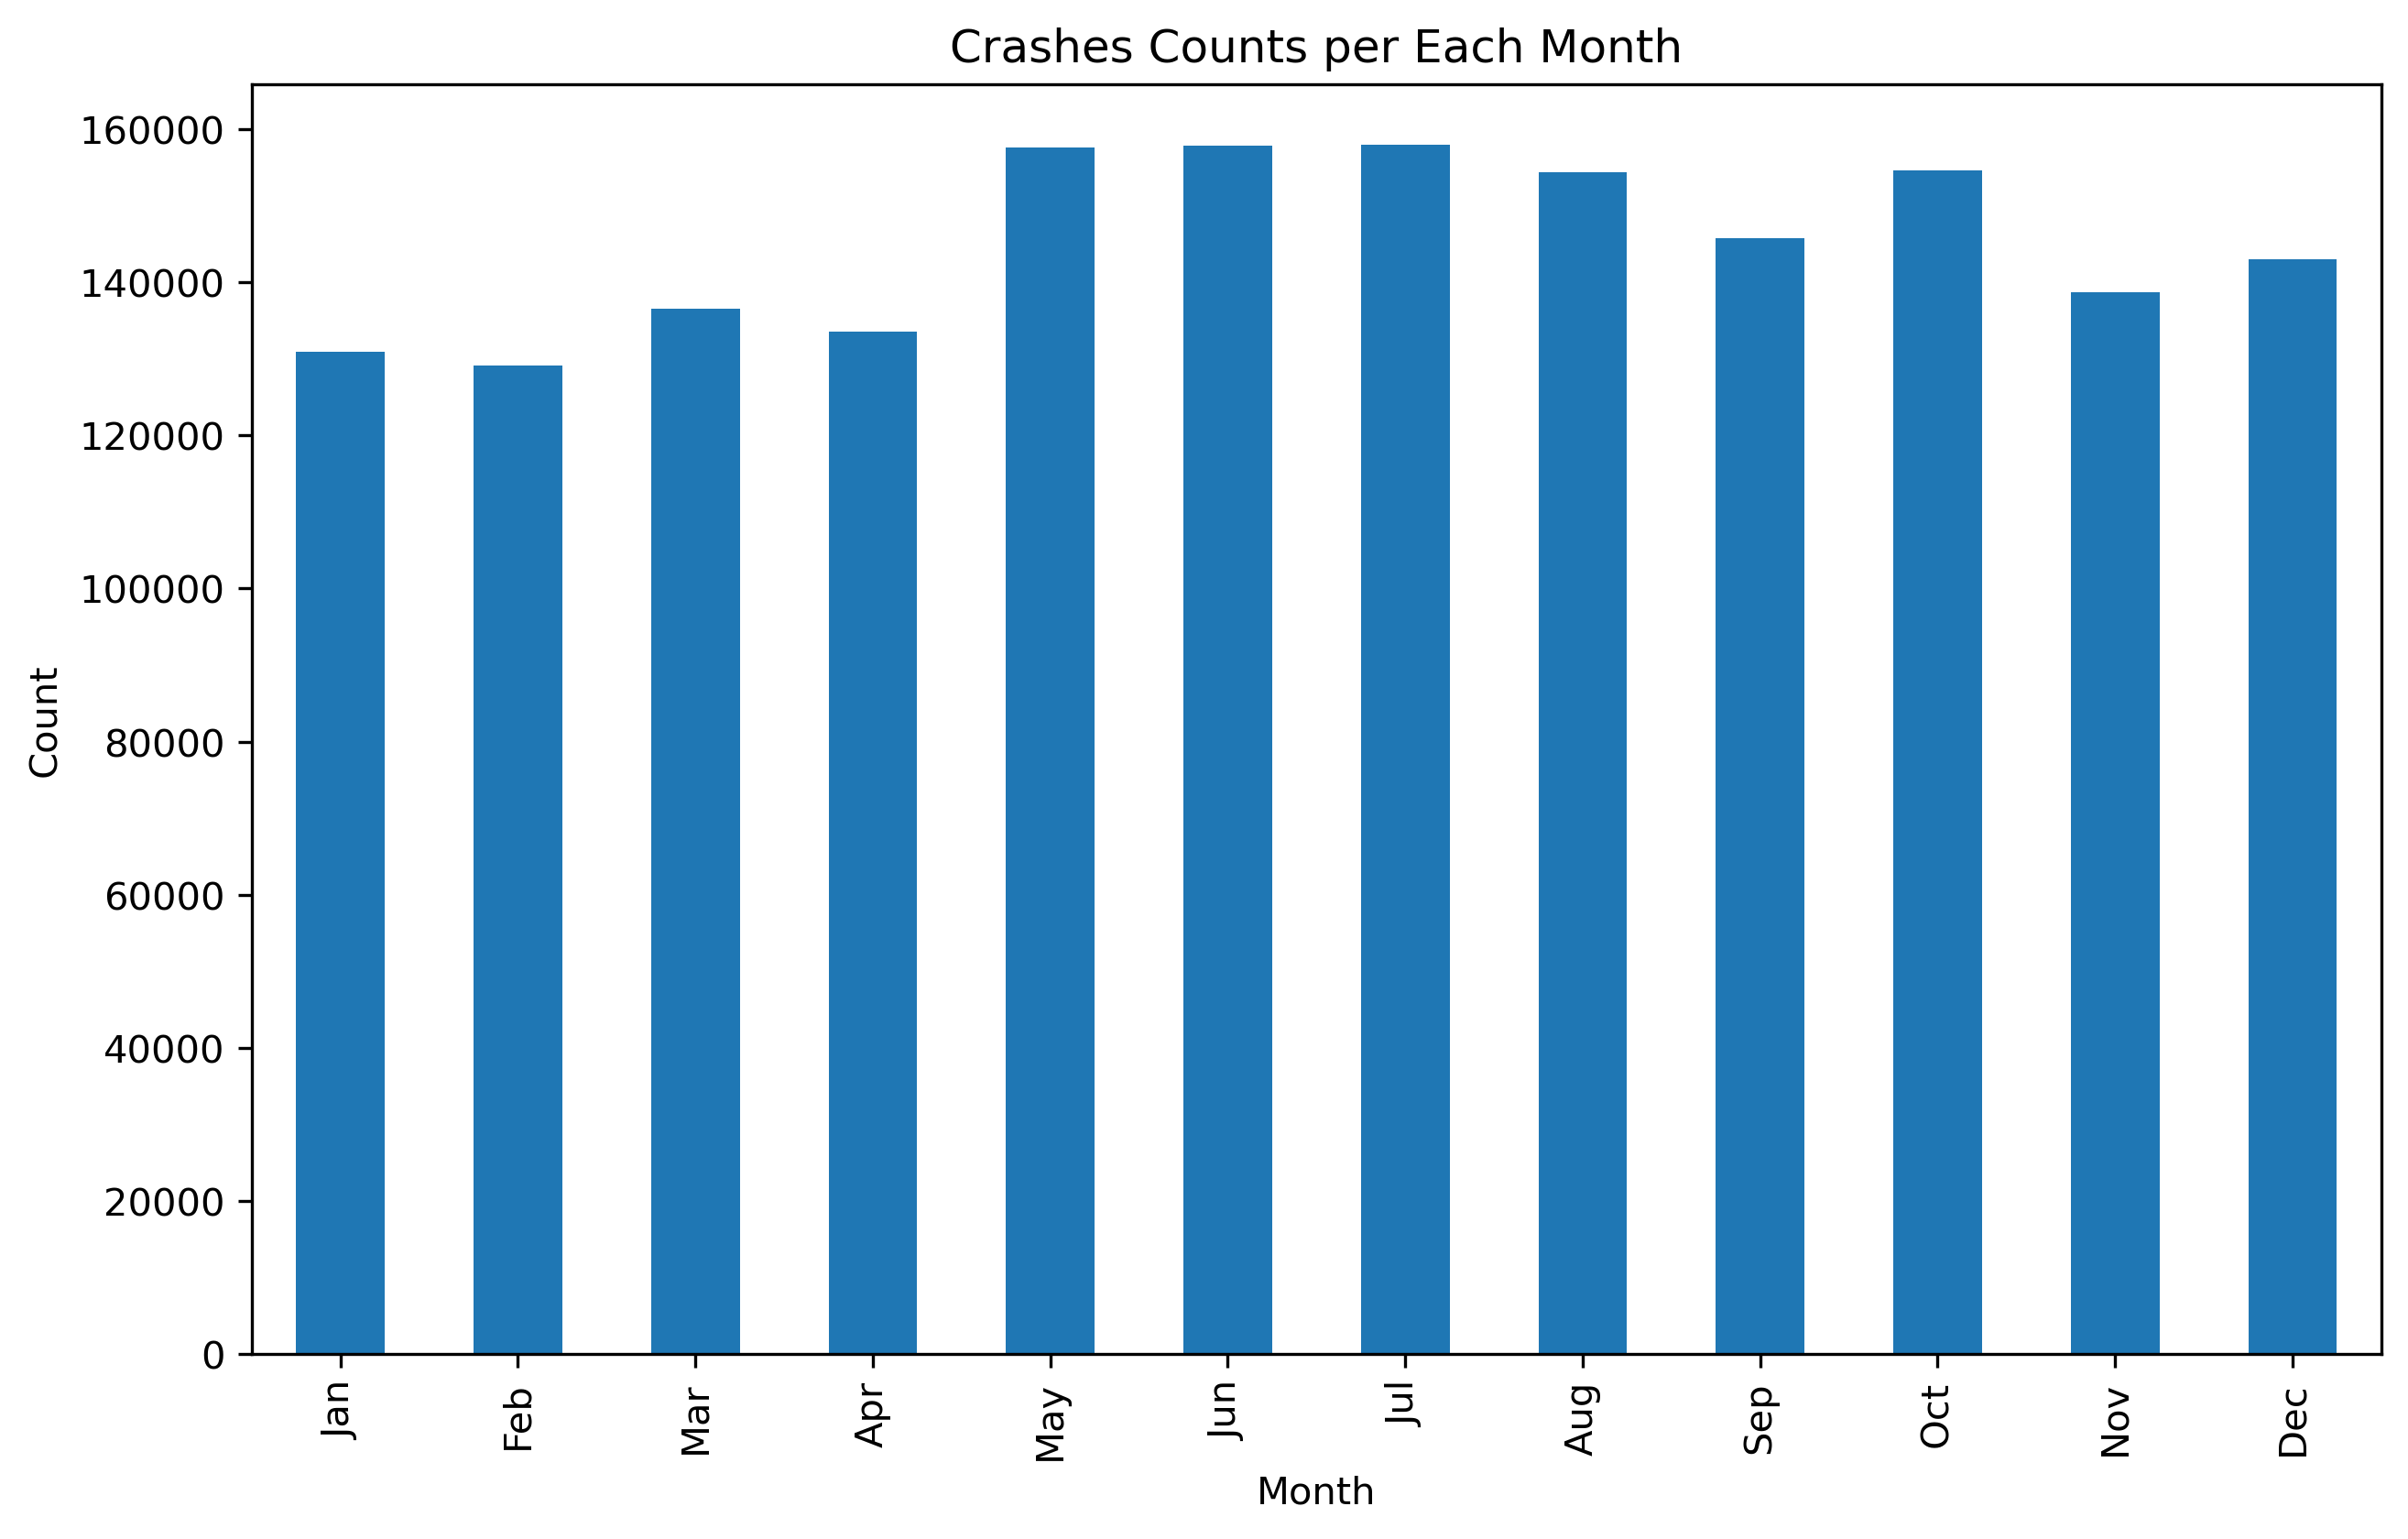 Crashes Counts per Each Month
160000
140000
120000
100000
80000
60000
40000
20000
0
Count
Jan
Feb
Mar
Apr
May
Jun
Jul
Aug
Sep
Oct
Nov
Dec
Month